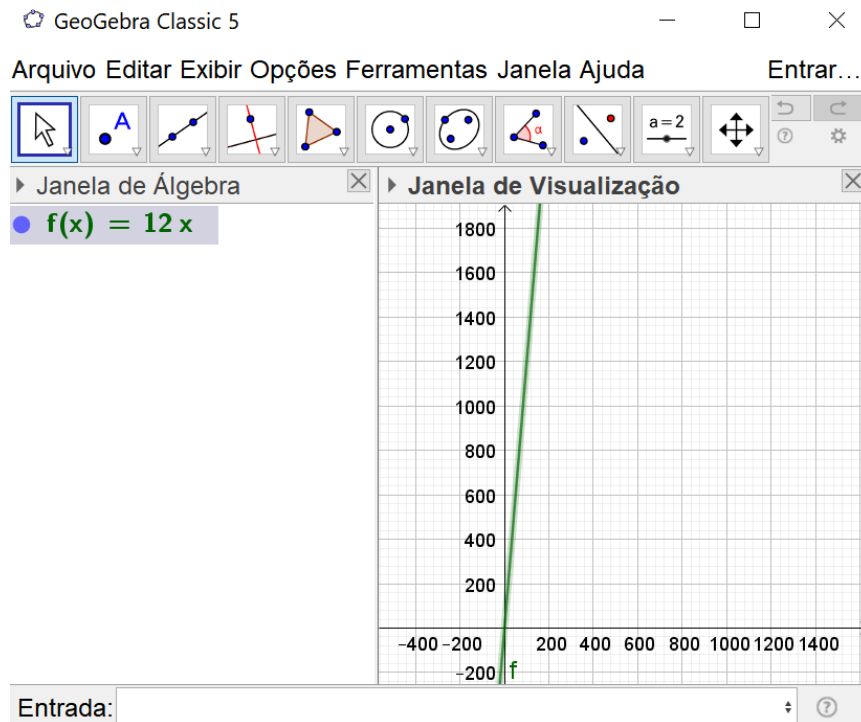 GeoGebra Classic 5
Arquivo Editar Exibir Opções Ferramentas Janela Ajuda Entrar...
A α a=2
Janela de Álgebra
f(x) = 12 x
Janela de Visualização
1800
1600
1400
1200
1000
800
600
400
200
−400 −200 200 400 600 800 1000 1200 1400
−200 f
Entrada: